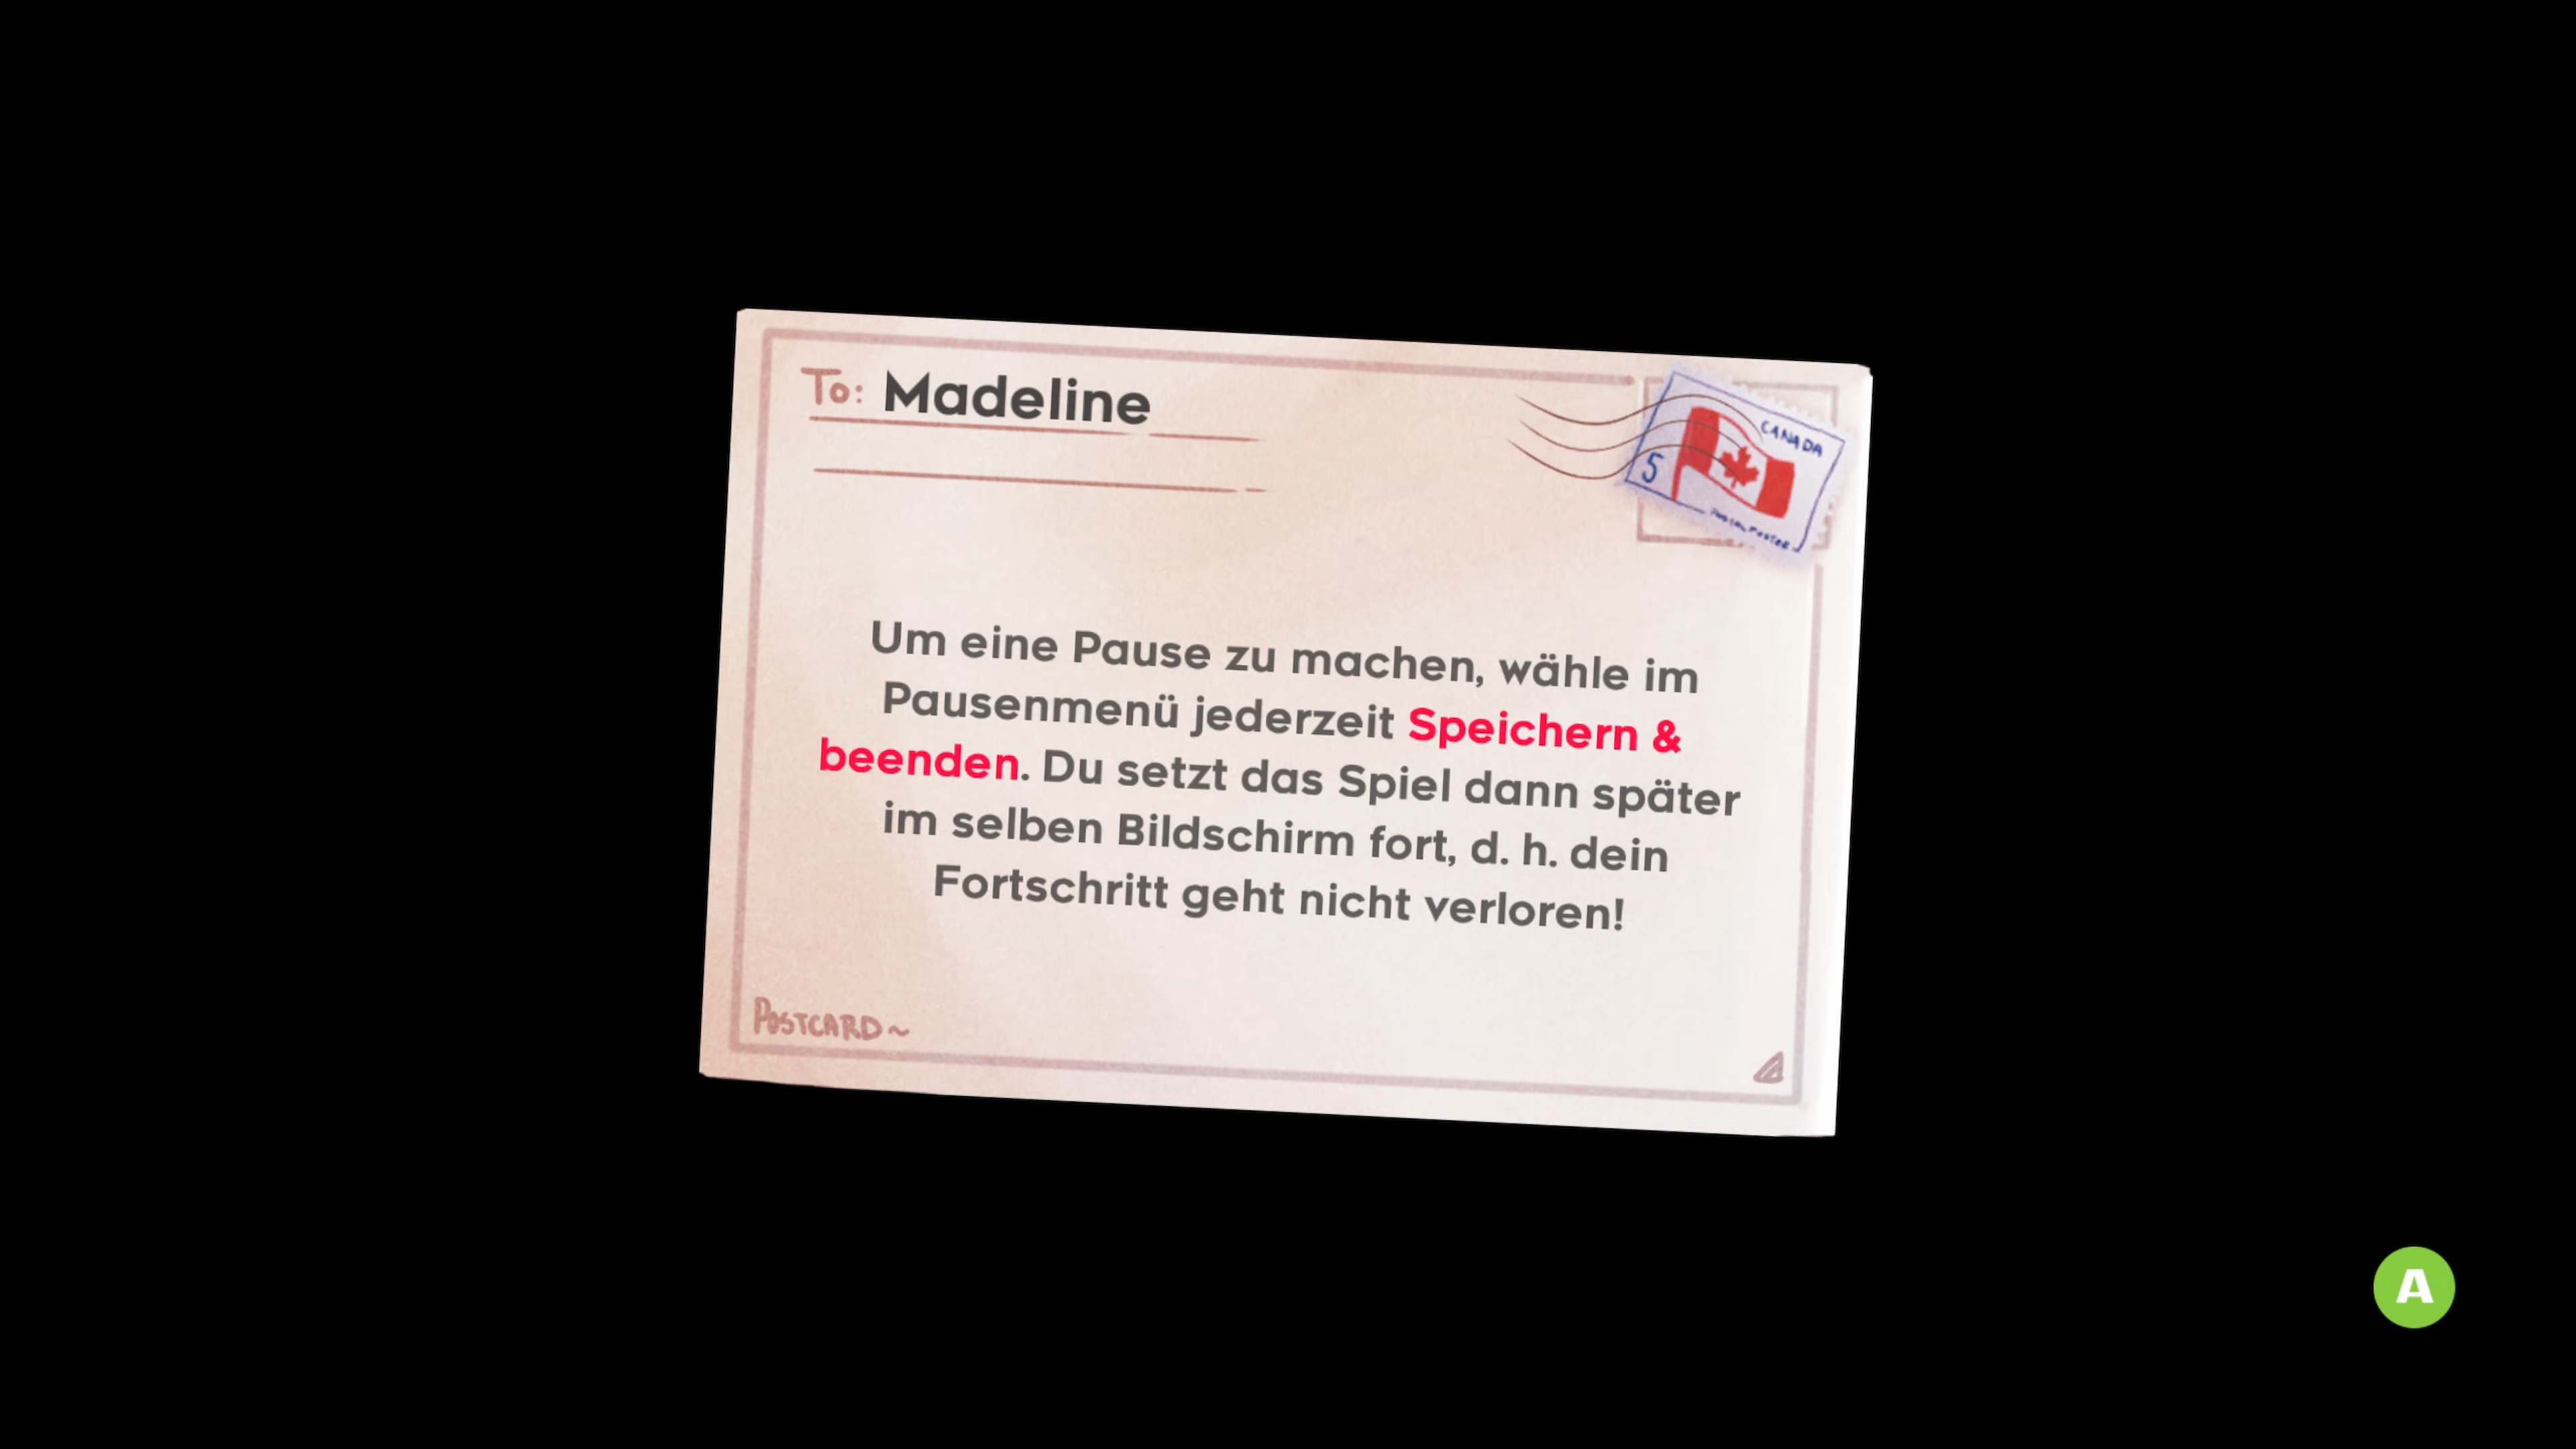 To: Madeline
CANADA
5
Um eine Pause zu machen, wähle im
Pausenmenü jederzeit Speichern &
beenden. Du setzt das Spiel dann später
im selben Bildschirm fort, d. h. dein
Fortschritt geht nicht verloren!
POSTCARD~
A